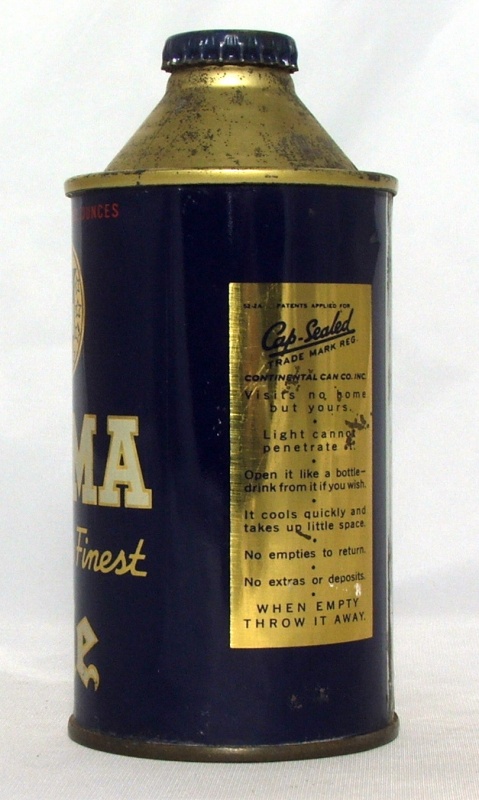 OUNCES
52-2A PATENTS APPLIED FOR
Cap-Sealed
TRADE MARK REG.
CONTINENTAL CAN CO. INC.
Visits no home
but yours.
Light cannot
penetrate it.
Open it like a bottle-
drink from it if you wish.
It cools quickly and
takes up little space.
No empties to return.
No extras or deposits.
WHEN EMPTY
THROW IT AWAY.
MA
Finest
e